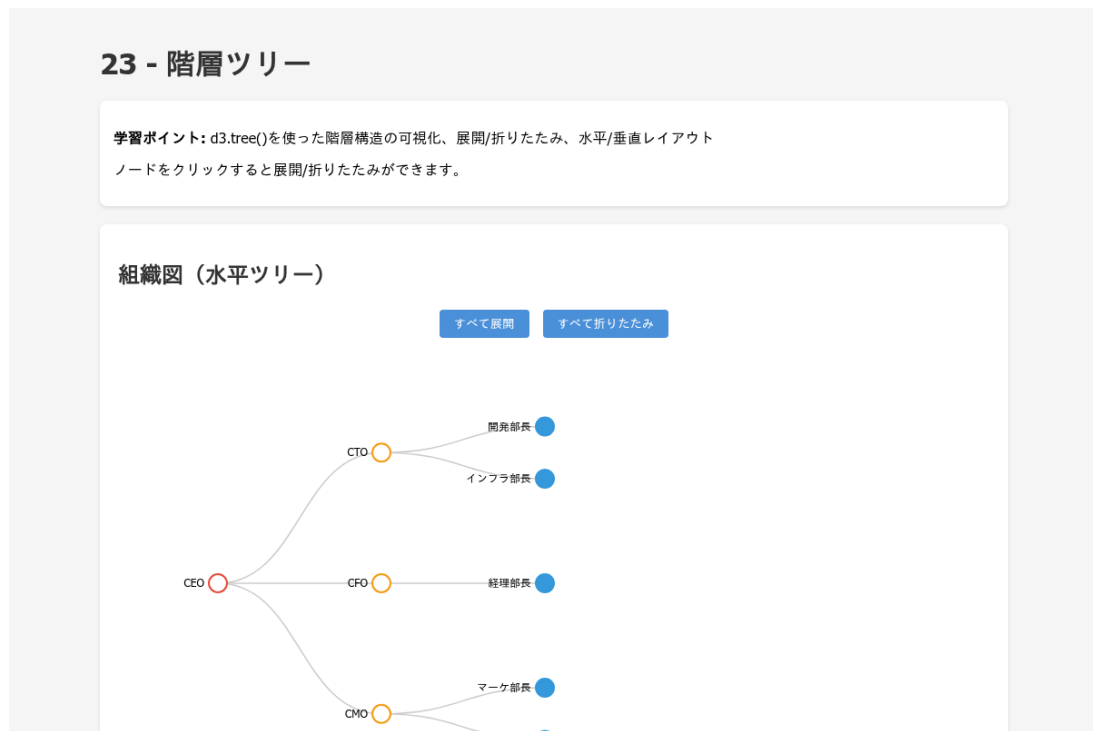 23 - 階層ツリー
学習ポイント: d3.tree()を使った階層構造の可視化、展開/折りたたみ、水平/垂直レイアウト
ノードをクリックすると展開/折りたたみができます。
組織図（水平ツリー）
すべて展開
すべて折りたたみ
開発部長
CTO
インフラ部長
CEO
CFO
経理部長
マーケ部長
CMO